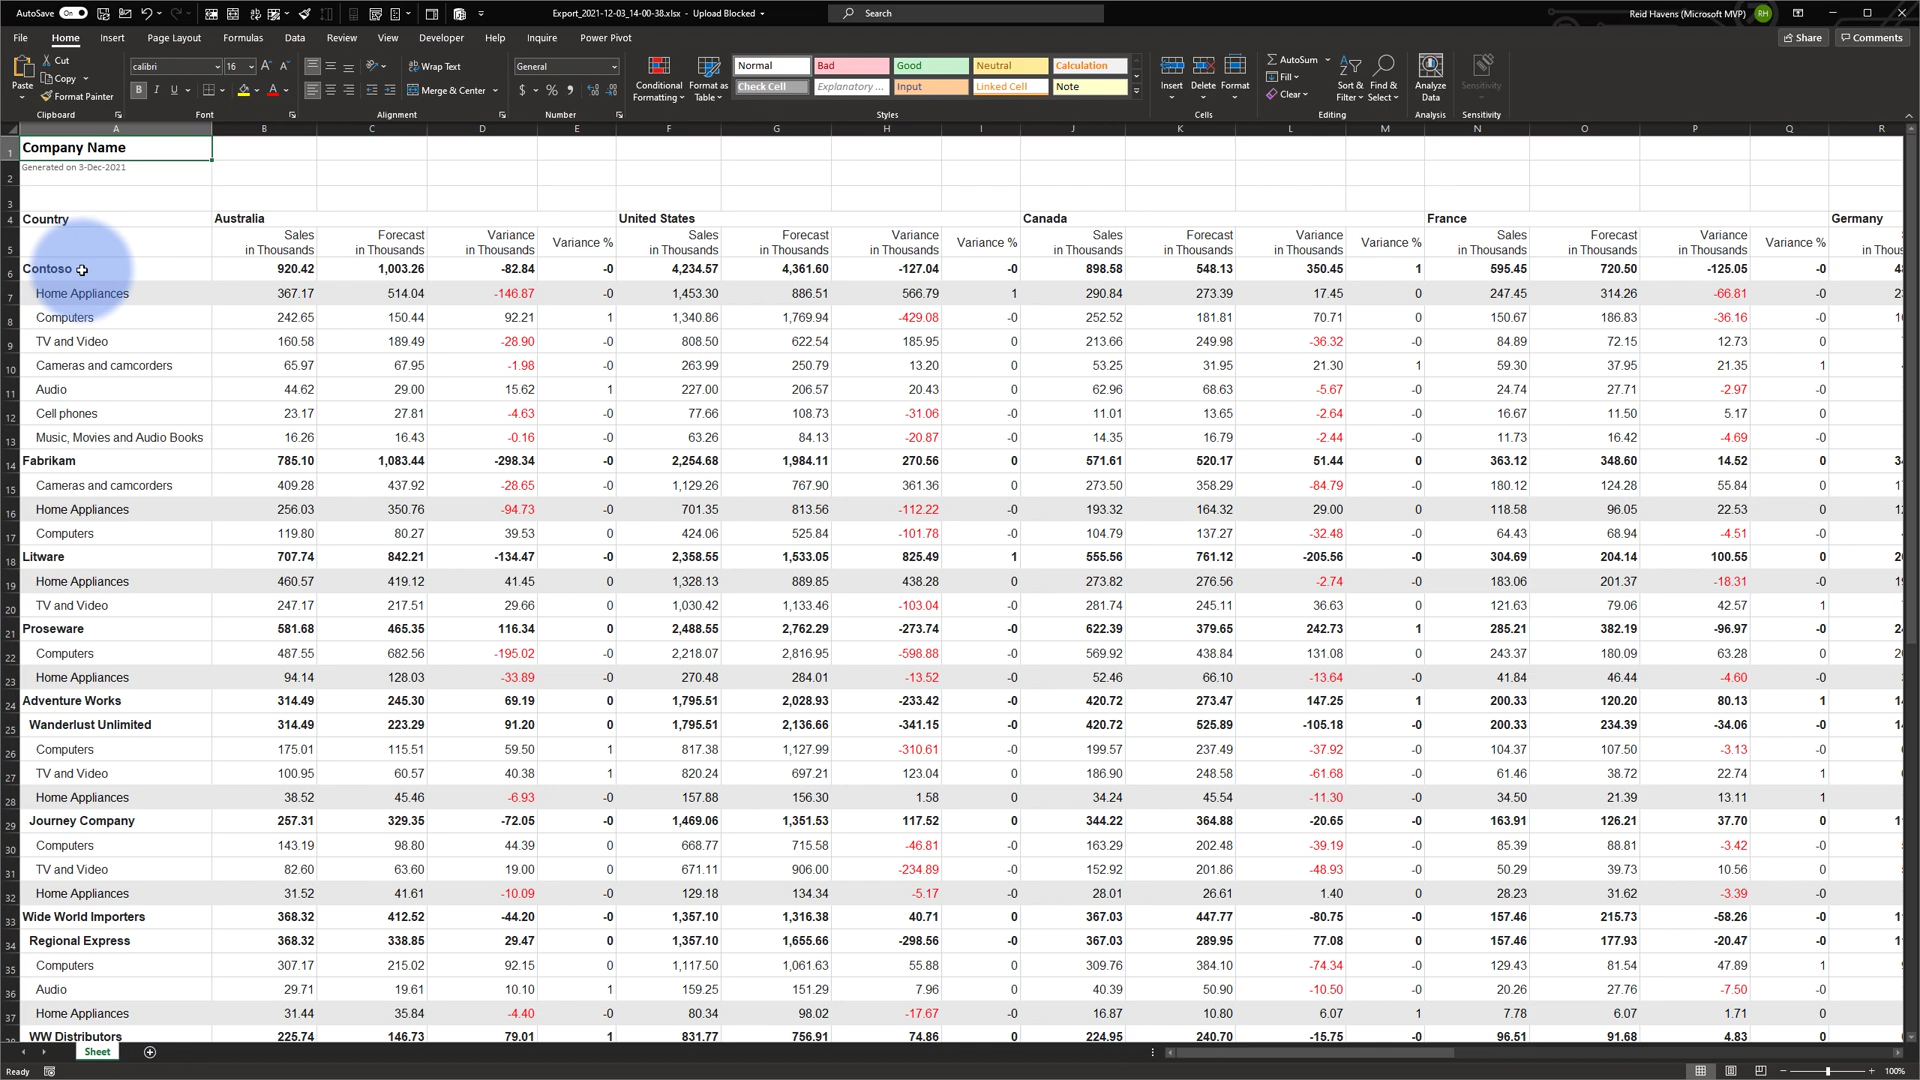 AutoSave On Export_2021-12-03_14-00-38.xlsx - Upload Blocked Search Reid Havens (Microsoft MVP) RH
File Home Insert Page Layout Formulas Data Review View Developer Help Inquire Power Pivot Share Comments
Paste Cut Copy Format Painter calibri 16 B I U A Wrap Text Merge & Center General $ % Conditional Formatting Format as Table Normal Bad Good Neutral Calculation Check Cell Explanatory ... Input Linked Cell Note Insert Delete Format AutoSum Fill Clear Sort & Filter Find & Select Analyze Data Sensitivity
Clipboard Font Alignment Number Styles Cells Editing Analysis Sensitivity
A B C D E F G H I J K L M N O P Q R
1 Company Name
2 Generated on 3-Dec-2021
3
4 Country Australia United States Canada France Germany
5 Sales in Thousands Forecast in Thousands Variance in Thousands Variance % Sales in Thousands Forecast in Thousands Variance in Thousands Variance % Sales in Thousands Forecast in Thousands Variance in Thousands Variance % Sales in Thousands Forecast in Thousands Variance in Thousands Variance %
6 Contoso 920.42 1,003.26 -82.84 -0 4,234.57 4,361.60 -127.04 -0 898.58 548.13 350.45 1 595.45 720.50 -125.05 -0
7 Home Appliances 367.17 514.04 -146.87 -0 1,453.30 886.51 566.79 1 290.84 273.39 17.45 0 247.45 314.26 -66.81 -0
8 Computers 242.65 150.44 92.21 1 1,340.86 1,769.94 -429.08 -0 252.52 181.81 70.71 0 150.67 186.83 -36.16 -0
9 TV and Video 160.58 189.49 -28.90 -0 808.50 622.54 185.95 0 213.66 249.98 -36.32 -0 84.89 72.15 12.73 0
10 Cameras and camcorders 65.97 67.95 -1.98 -0 263.99 250.79 13.20 0 53.25 31.95 21.30 1 59.30 37.95 21.35 1
11 Audio 44.62 29.00 15.62 1 227.00 206.57 20.43 0 62.96 68.63 -5.67 -0 24.74 27.71 -2.97 -0
12 Cell phones 23.17 27.81 -4.63 -0 77.66 108.73 -31.06 -0 11.01 13.65 -2.64 -0 16.67 11.50 5.17 0
13 Music, Movies and Audio Books 16.26 16.43 -0.16 -0 63.26 84.13 -20.87 -0 14.35 16.79 -2.44 -0 11.73 16.42 -4.69 -0
14 Fabrikam 785.10 1,083.44 -298.34 -0 2,254.68 1,984.11 270.56 0 571.61 520.17 51.44 0 363.12 348.60 14.52 0
15 Cameras and camcorders 409.28 437.92 -28.65 -0 1,129.26 767.90 361.36 0 273.50 358.29 -84.79 -0 180.12 124.28 55.84 0
16 Home Appliances 256.03 350.76 -94.73 -0 701.35 813.56 -112.22 -0 193.32 164.32 29.00 0 118.58 96.05 22.53 0
17 Computers 119.80 80.27 39.53 0 424.06 525.84 -101.78 -0 104.79 137.27 -32.48 -0 64.43 68.94 -4.51 -0
18 Litware 707.74 842.21 -134.47 -0 2,358.55 1,533.05 825.49 1 555.56 761.12 -205.56 -0 304.69 204.14 100.55 0
19 Home Appliances 460.57 419.12 41.45 0 1,328.13 889.85 438.28 0 273.82 276.56 -2.74 -0 183.06 201.37 -18.31 -0
20 TV and Video 247.17 217.51 29.66 0 1,030.42 1,133.46 -103.04 -0 281.74 245.11 36.63 0 121.63 79.06 42.57 1
21 Proseware 581.68 465.35 116.34 0 2,488.55 2,762.29 -273.74 -0 622.39 379.65 242.73 1 285.21 382.19 -96.97 -0
22 Computers 487.55 682.56 -195.02 -0 2,218.07 2,816.95 -598.88 -0 569.92 438.84 131.08 0 243.37 180.09 63.28 0
23 Home Appliances 94.14 128.03 -33.89 -0 270.48 284.01 -13.52 -0 52.46 66.10 -13.64 -0 41.84 46.44 -4.60 -0
24 Adventure Works 314.49 245.30 69.19 0 1,795.51 2,028.93 -233.42 -0 420.72 273.47 147.25 1 200.33 120.20 80.13 1
25 Wanderlust Unlimited 314.49 223.29 91.20 0 1,795.51 2,136.66 -341.15 -0 420.72 525.89 -105.18 -0 200.33 234.39 -34.06 -0
26 Computers 175.01 115.51 59.50 1 817.38 1,127.99 -310.61 -0 199.57 237.49 -37.92 -0 104.37 107.50 -3.13 -0
27 TV and Video 100.95 60.57 40.38 1 820.24 697.21 123.04 0 186.90 248.58 -61.68 -0 61.46 38.72 22.74 1
28 Home Appliances 38.52 45.46 -6.93 -0 157.88 156.30 1.58 0 34.24 45.54 -11.30 -0 34.50 21.39 13.11 1
29 Journey Company 257.31 329.35 -72.05 -0 1,469.06 1,351.53 117.52 0 344.22 364.88 -20.65 -0 163.91 126.21 37.70 0
30 Computers 143.19 98.80 44.39 0 668.77 715.58 -46.81 -0 163.29 202.48 -39.19 -0 85.39 88.81 -3.42 -0
31 TV and Video 82.60 63.60 19.00 0 671.11 906.00 -234.89 -0 152.92 201.86 -48.93 -0 50.29 39.73 10.56 0
32 Home Appliances 31.52 41.61 -10.09 -0 129.18 134.34 -5.17 -0 28.01 26.61 1.40 0 28.23 31.62 -3.39 -0
33 Wide World Importers 368.32 412.52 -44.20 -0 1,357.10 1,316.38 40.71 0 367.03 447.77 -80.75 -0 157.46 215.73 -58.26 -0
34 Regional Express 368.32 338.85 29.47 0 1,357.10 1,655.66 -298.56 -0 367.03 289.95 77.08 0 157.46 177.93 -20.47 -0
35 Computers 307.17 215.02 92.15 0 1,117.50 1,061.63 55.88 0 309.76 384.10 -74.34 -0 129.43 81.54 47.89 1
36 Audio 29.71 19.61 10.10 1 159.25 151.29 7.96 0 40.39 50.90 -10.50 -0 20.26 27.76 -7.50 -0
37 Home Appliances 31.44 35.84 -4.40 -0 80.34 98.02 -17.67 -0 16.87 10.80 6.07 1 7.78 6.07 1.71 0
WW Distributors 225.74 146.73 79.01 1 831.77 756.91 74.86 0 224.95 240.70 -15.75 -0 96.51 91.68 4.83 0
Sheet
Ready 100%